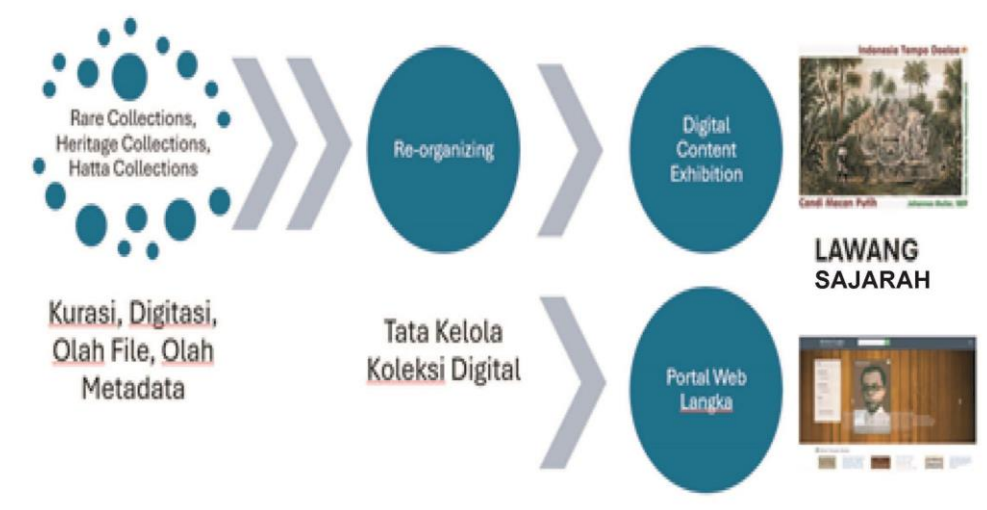 Rare Collections,
Heritage Collections,
Hatta Collections
Kurasi, Digitasi,
Olah File, Olah
Metadata
Re-organizing
Tata Kelola
Koleksi Digital
Digital
Content
Exhibition
Indonesia Tempo Doeloe
Candi Macan Putih
LAWANG
SAJARAH
Portal Web
Langka